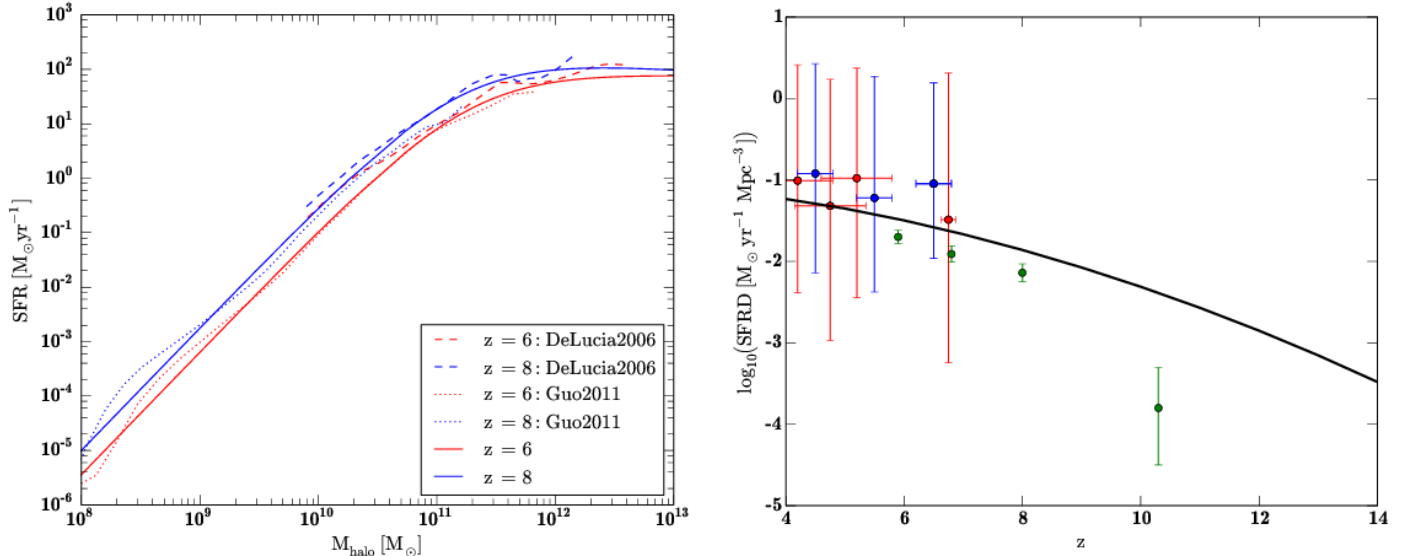 SFR [M⊙yr⁻¹]
10³
10²
10¹
10⁰
10⁻¹
10⁻²
10⁻³
10⁻⁴
10⁻⁵
10⁻⁶
z = 6: DeLucia2006
z = 8: DeLucia2006
z = 6: Guo2011
z = 8: Guo2011
z = 6
z = 8
10⁸ 10⁹ 10¹⁰ 10¹¹ 10¹² 10¹³
M_halo [M⊙]
log₁₀(SFRD [M⊙ yr⁻¹ Mpc⁻³])
1
0
-1
-2
-3
-4
-5
4 6 8 10 12 14
z